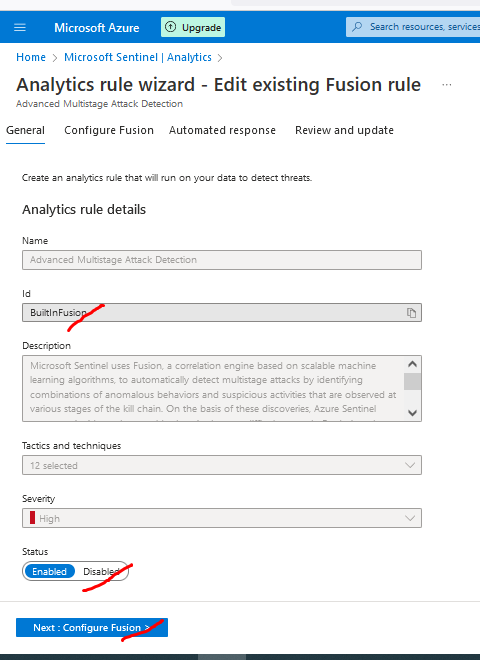 Microsoft Azure
Upgrade
Search resources, services
Home > Microsoft Sentinel | Analytics >
Analytics rule wizard - Edit existing Fusion rule ...
Advanced Multistage Attack Detection
General Configure Fusion Automated response Review and update
Create an analytics rule that will run on your data to detect threats.
Analytics rule details
Name
Advanced Multistage Attack Detection
Id
BuiltInFusion
Description
Microsoft Sentinel uses Fusion, a correlation engine based on scalable machine
learning algorithms, to automatically detect multistage attacks by identifying
combinations of anomalous behaviors and suspicious activities that are observed at
various stages of the kill chain. On the basis of these discoveries, Azure Sentinel
Tactics and techniques
12 selected
Severity
High
Status
Enabled Disabled
Next : Configure Fusion >